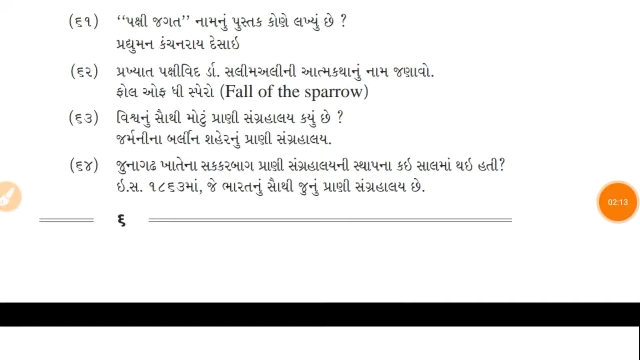 (૬૧) “પક્ષી જગત” નામનું પુસ્તક કોણે લખ્યું છે ?
પ્રદ્યુમન કંચનરાય દેસાઇ
(૬૨) પ્રખ્યાત પક્ષીવિદ ર્ડા. સલીમઅલીની આત્મકથાનું નામ જણાવો.
ફોલ ઓફ ધી સ્પેરો (Fall of the sparrow)
(૬૩) વિશ્વનું સૈાથી મોટું પ્રાણી સંગ્રહાલય કયું છે ?
જર્મનીના બર્લીન શહેરનું પ્રાણી સંગ્રહાલય.
(૬૪) જુનાગઢ ખાતેના સકકરબાગ પ્રાણી સંગ્રહાલયની સ્થાપના કઇ સાલમાં થઇ હતી?
ઇ.સ. ૧૮૬૩માં, જે ભારતનું સૈાથી જુનું પ્રાણી સંગ્રહાલય છે.
૬
02:13